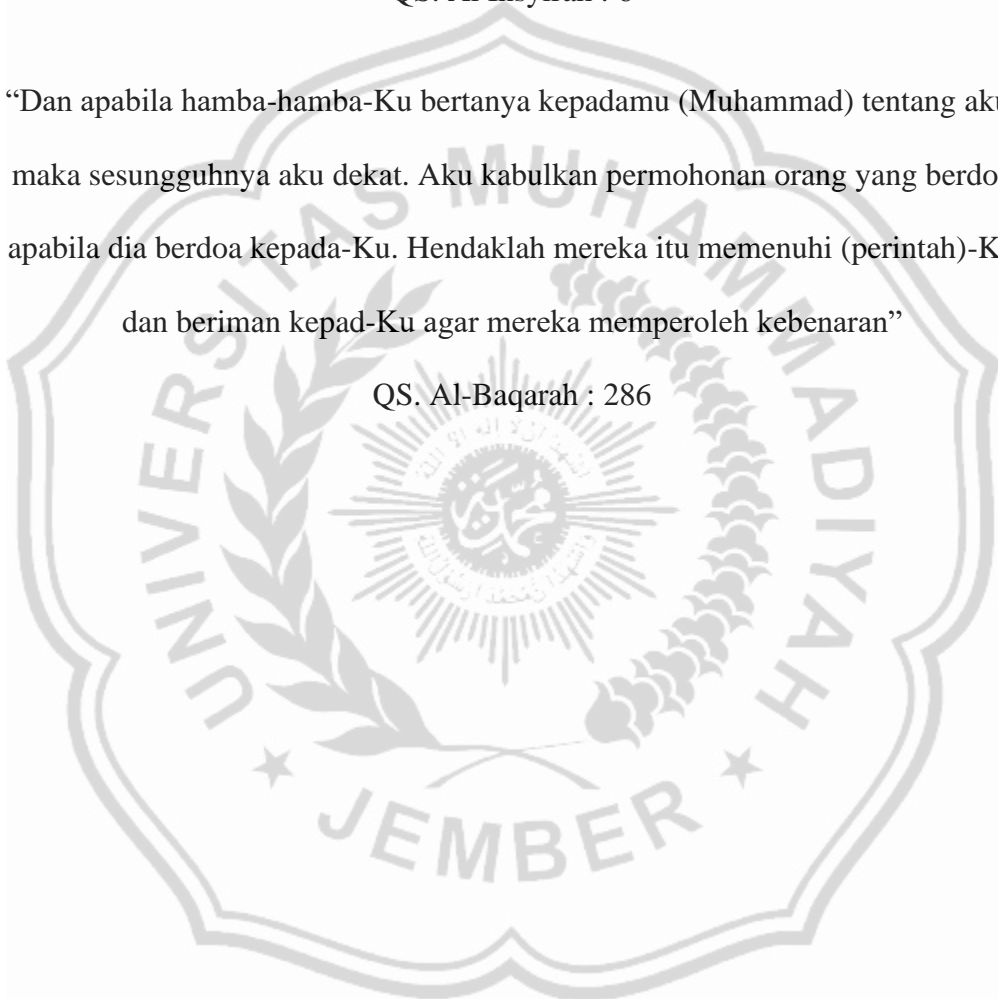 “Dan apabila hamba-hamba-Ku bertanya kepadamu (Muhammad) tentang aku
maka sesungguhnya aku dekat. Aku kabulkan permohonan orang yang berdo
apabila dia berdoa kepada-Ku. Hendaklah mereka itu memenuhi (perintah)-K
dan beriman kepad-Ku agar mereka memperoleh kebenaran”
QS. Al-Baqarah : 286
UNIVERSITAS MUHAMMADIYAH
JEMBER